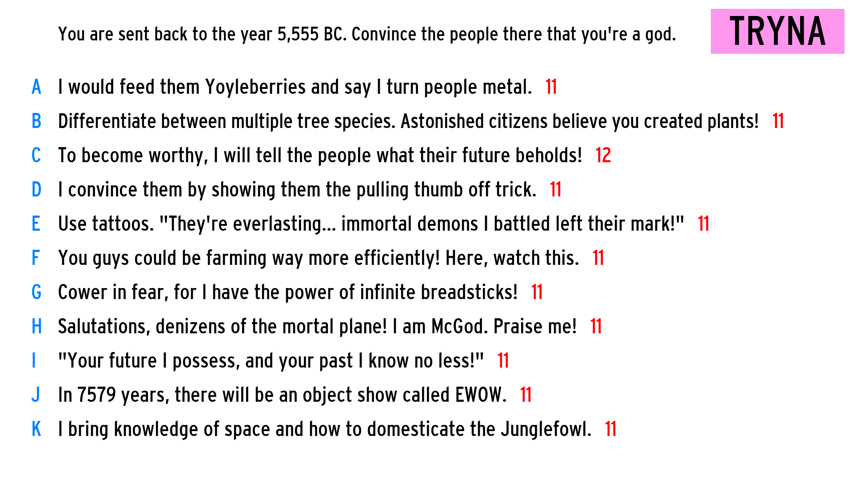 You are sent back to the year 5,555 BC. Convince the people there that you're a god.
TRYNA
A I would feed them Yoyleberries and say I turn people metal. 11
B Differentiate between multiple tree species. Astonished citizens believe you created plants! 11
C To become worthy, I will tell the people what their future beholds! 12
D I convince them by showing them the pulling thumb off trick. 11
E Use tattoos. "They're everlasting... immortal demons I battled left their mark!" 11
F You guys could be farming way more efficiently! Here, watch this. 11
G Cower in fear, for I have the power of infinite breadsticks! 11
H Salutations, denizens of the mortal plane! I am McGod. Praise me! 11
I "Your future I possess, and your past I know no less!" 11
J In 7579 years, there will be an object show called EWOW. 11
K I bring knowledge of space and how to domesticate the Junglefowl. 11